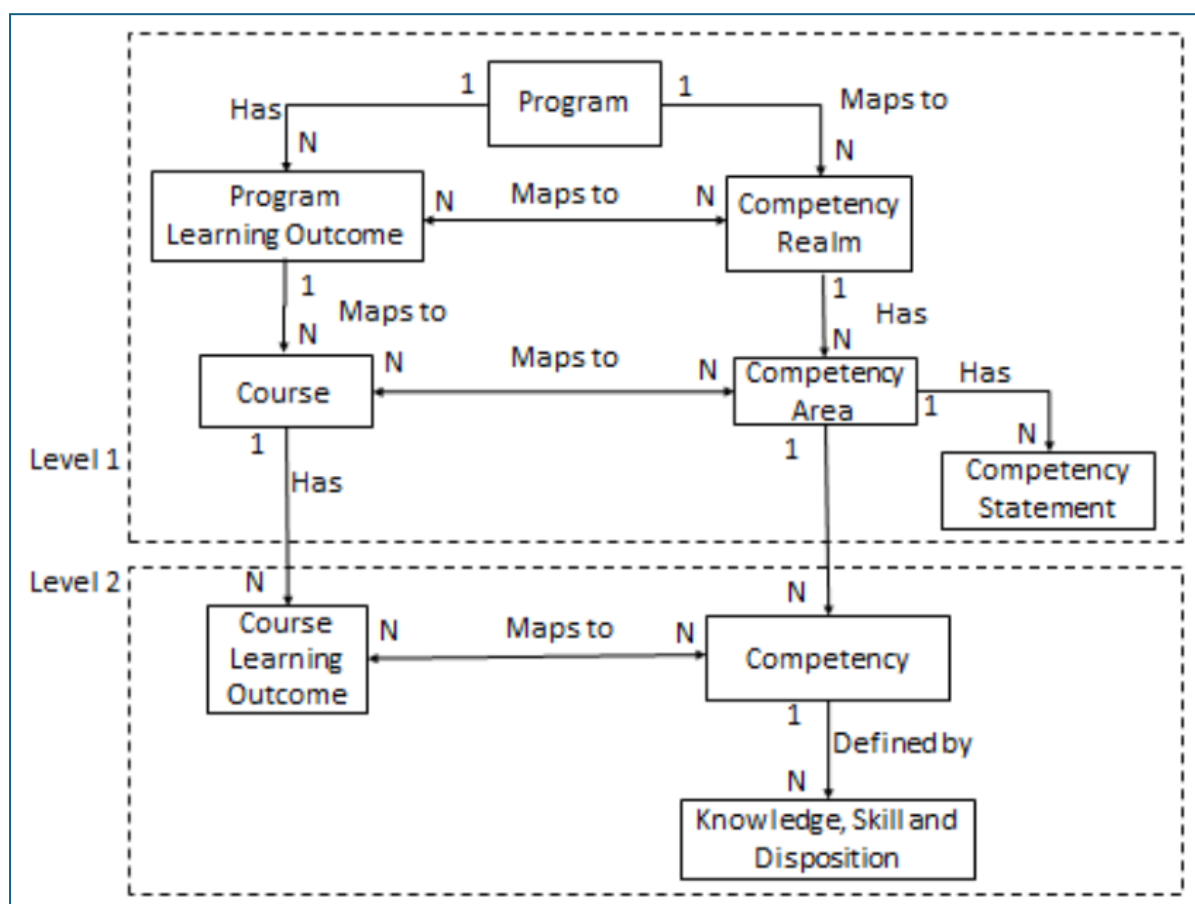 1 Program 1
Has Maps to
N N
Program
Learning Outcome
N Maps to N
Competency
Realm
1 1
Maps to Has
N N
Course
N Maps to N
Competency
Area
Has
1 1 1
N
Level 1
Has
Competency
Statement
Level 2
N N
Course
Learning
Outcome
N Maps to N
Competency
1
Defined by
N
Knowledge, Skill and
Disposition